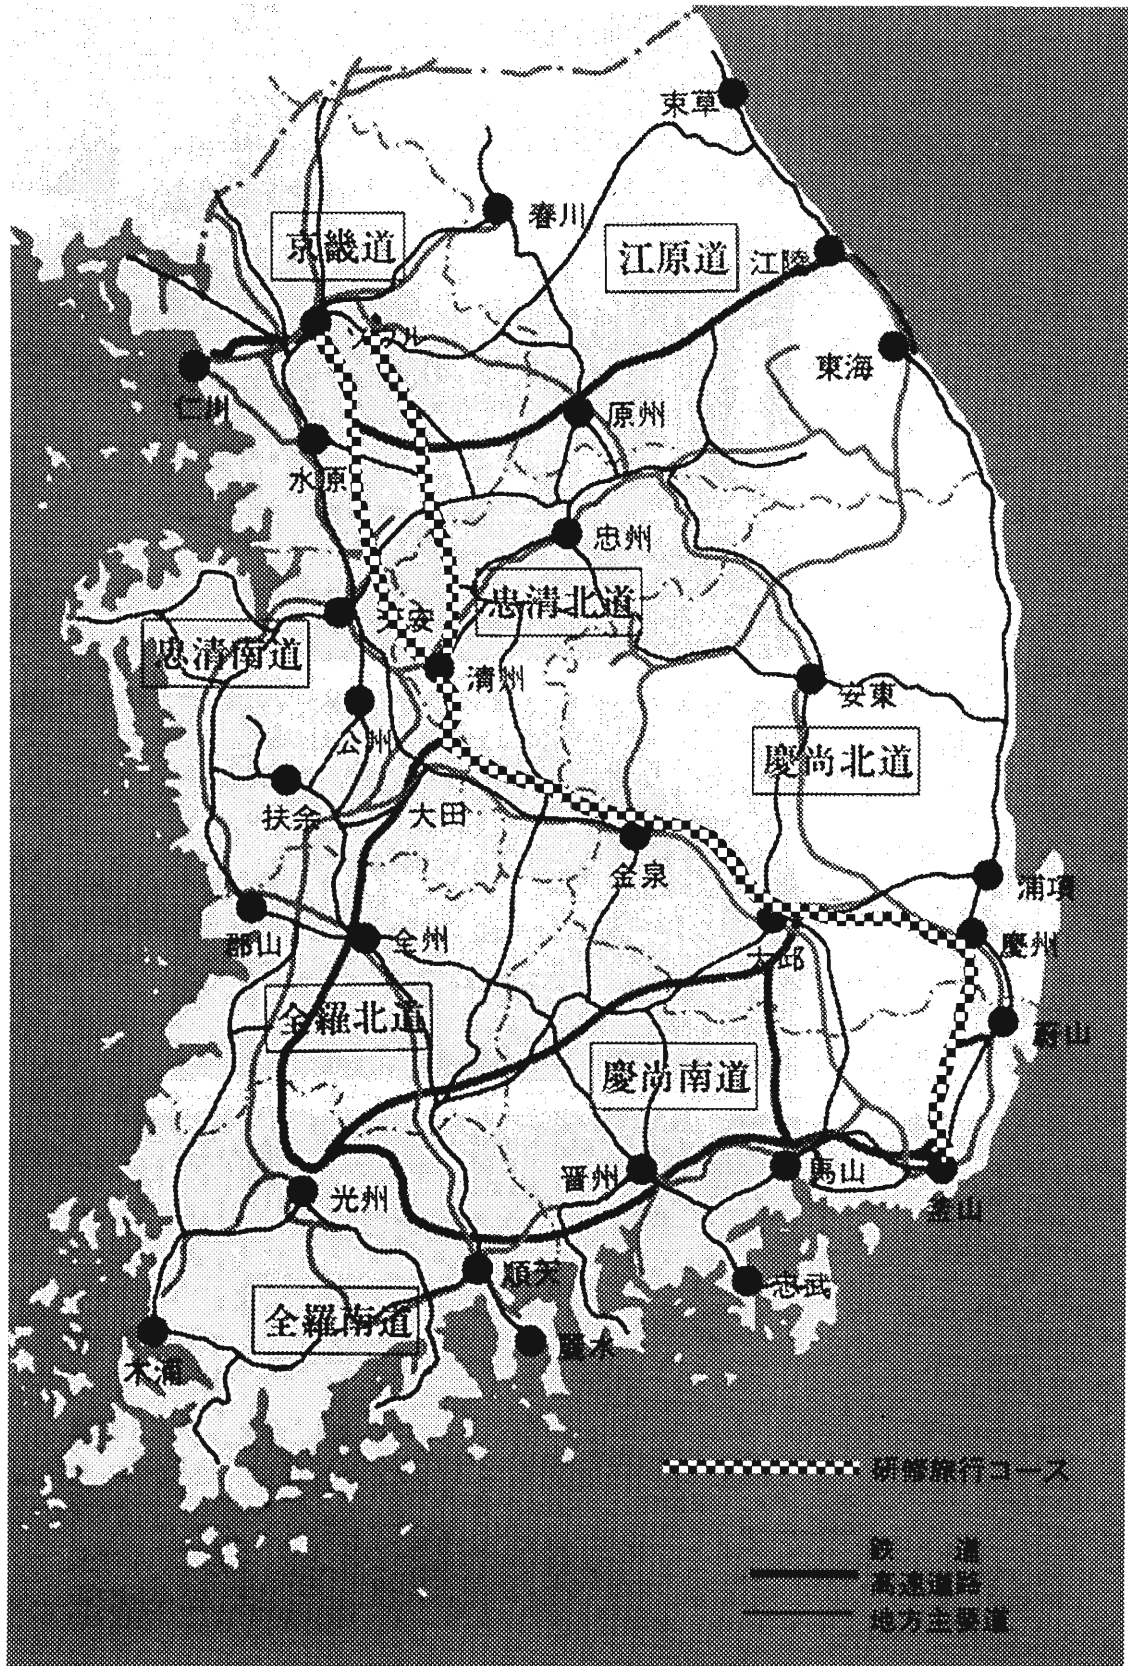 束草
春川
京畿道
江原道
江陵
ソウル
東海
仁川
原州
水原
忠州
忠清北道
天安
忠清南道
清州
安東
公州
慶尚北道
扶余
大田
金泉
浦項
郡山
全州
慶州
大邱
全羅北道
蔚山
慶尚南道
晋州
馬山
光州
釜山
順天
忠武
全羅南道
麗水
木浦
研修旅行コース
鉄　道
高速道路
地方主要道